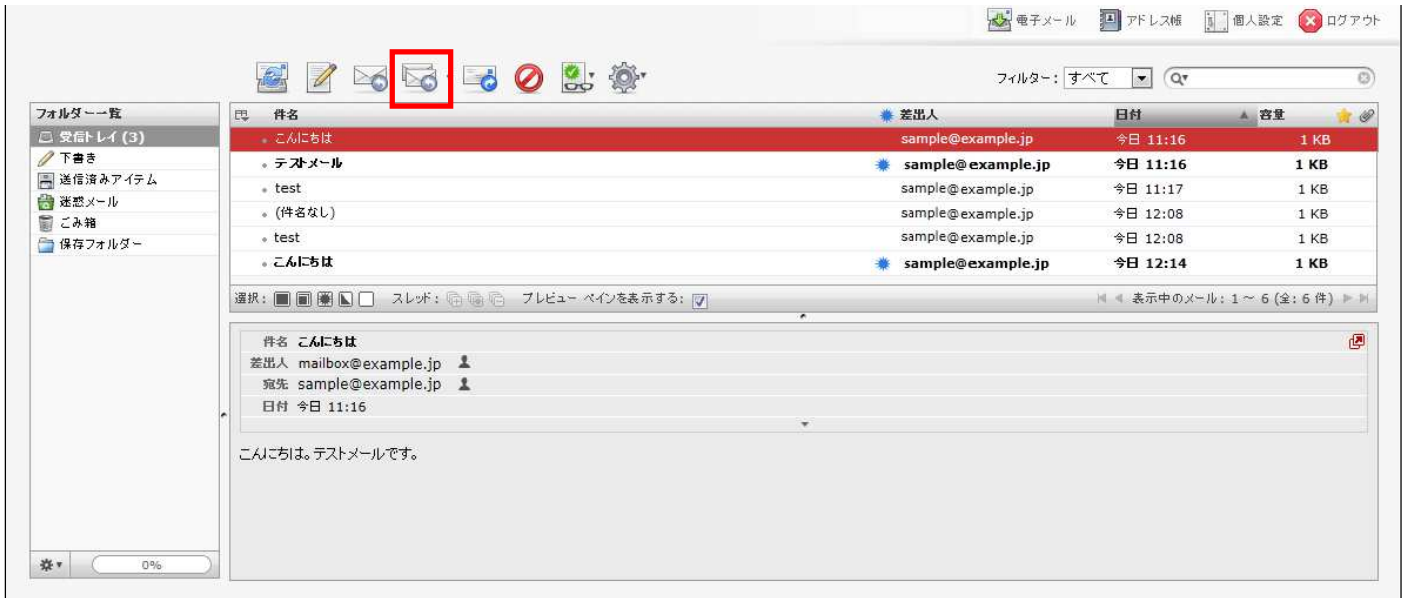 電子メール アドレス帳 個人設定 ログアウト
フィルター: すべて
フォルダー一覧
受信トレイ (3)
下書き
送信済みアイテム
迷惑メール
ごみ箱
保存フォルダー
件名 差出人 日付 容量
こんにちは sample@example.jp 今日 11:16 1 KB
テストメール sample@example.jp 今日 11:16 1 KB
test sample@example.jp 今日 11:17 1 KB
(件名なし) sample@example.jp 今日 12:08 1 KB
test sample@example.jp 今日 12:08 1 KB
こんにちは sample@example.jp 今日 12:14 1 KB
選択: スレッド: プレビュー ペインを表示する: 表示中のメール: 1 ~ 6 (全: 6 件)
件名 こんにちは
差出人 mailbox@example.jp
宛先 sample@example.jp
日付 今日 11:16
こんにちは。テストメールです。
0%